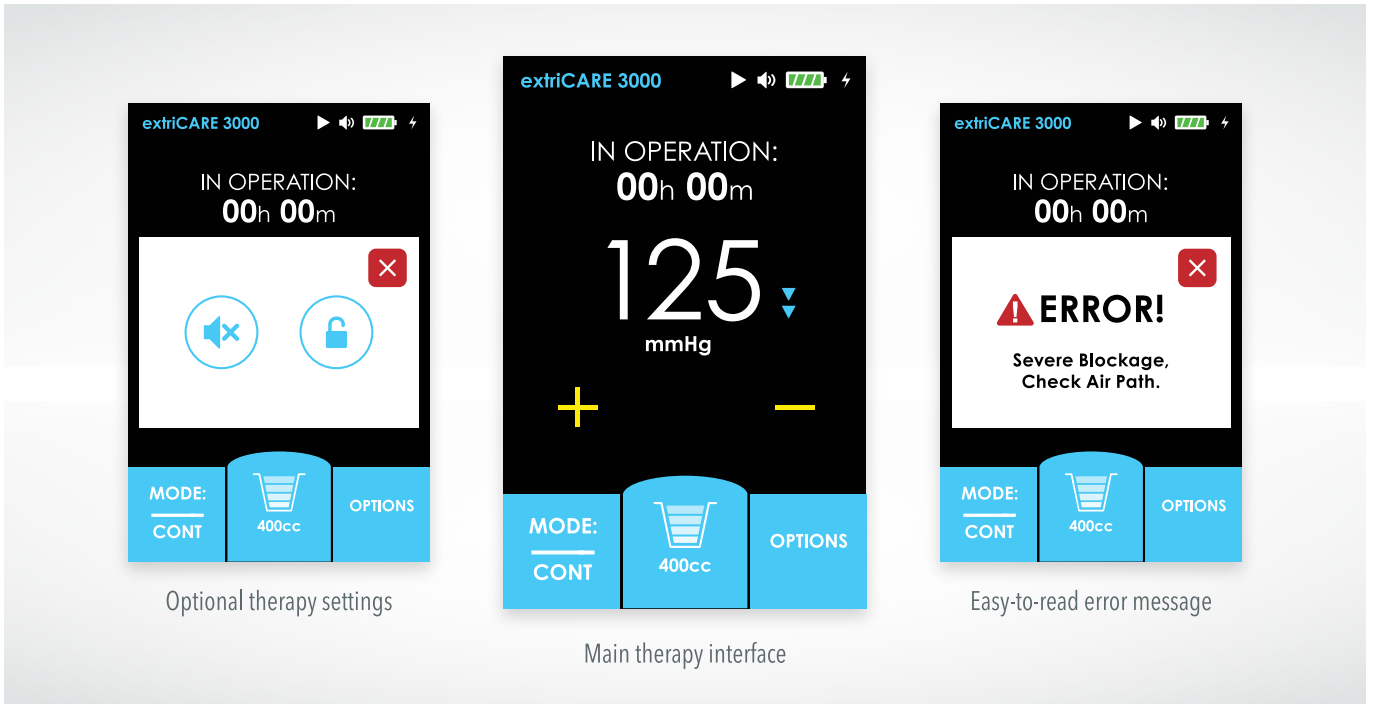 extriCARE 3000
IN OPERATION:
00h 00m
MODE:
CONT
400cc
OPTIONS
Optional therapy settings
extriCARE 3000
IN OPERATION:
00h 00m
125
mmHg
+
−
MODE:
CONT
400cc
OPTIONS
Main therapy interface
extriCARE 3000
IN OPERATION:
00h 00m
ERROR!
Severe Blockage,
Check Air Path.
MODE:
CONT
400cc
OPTIONS
Easy-to-read error message